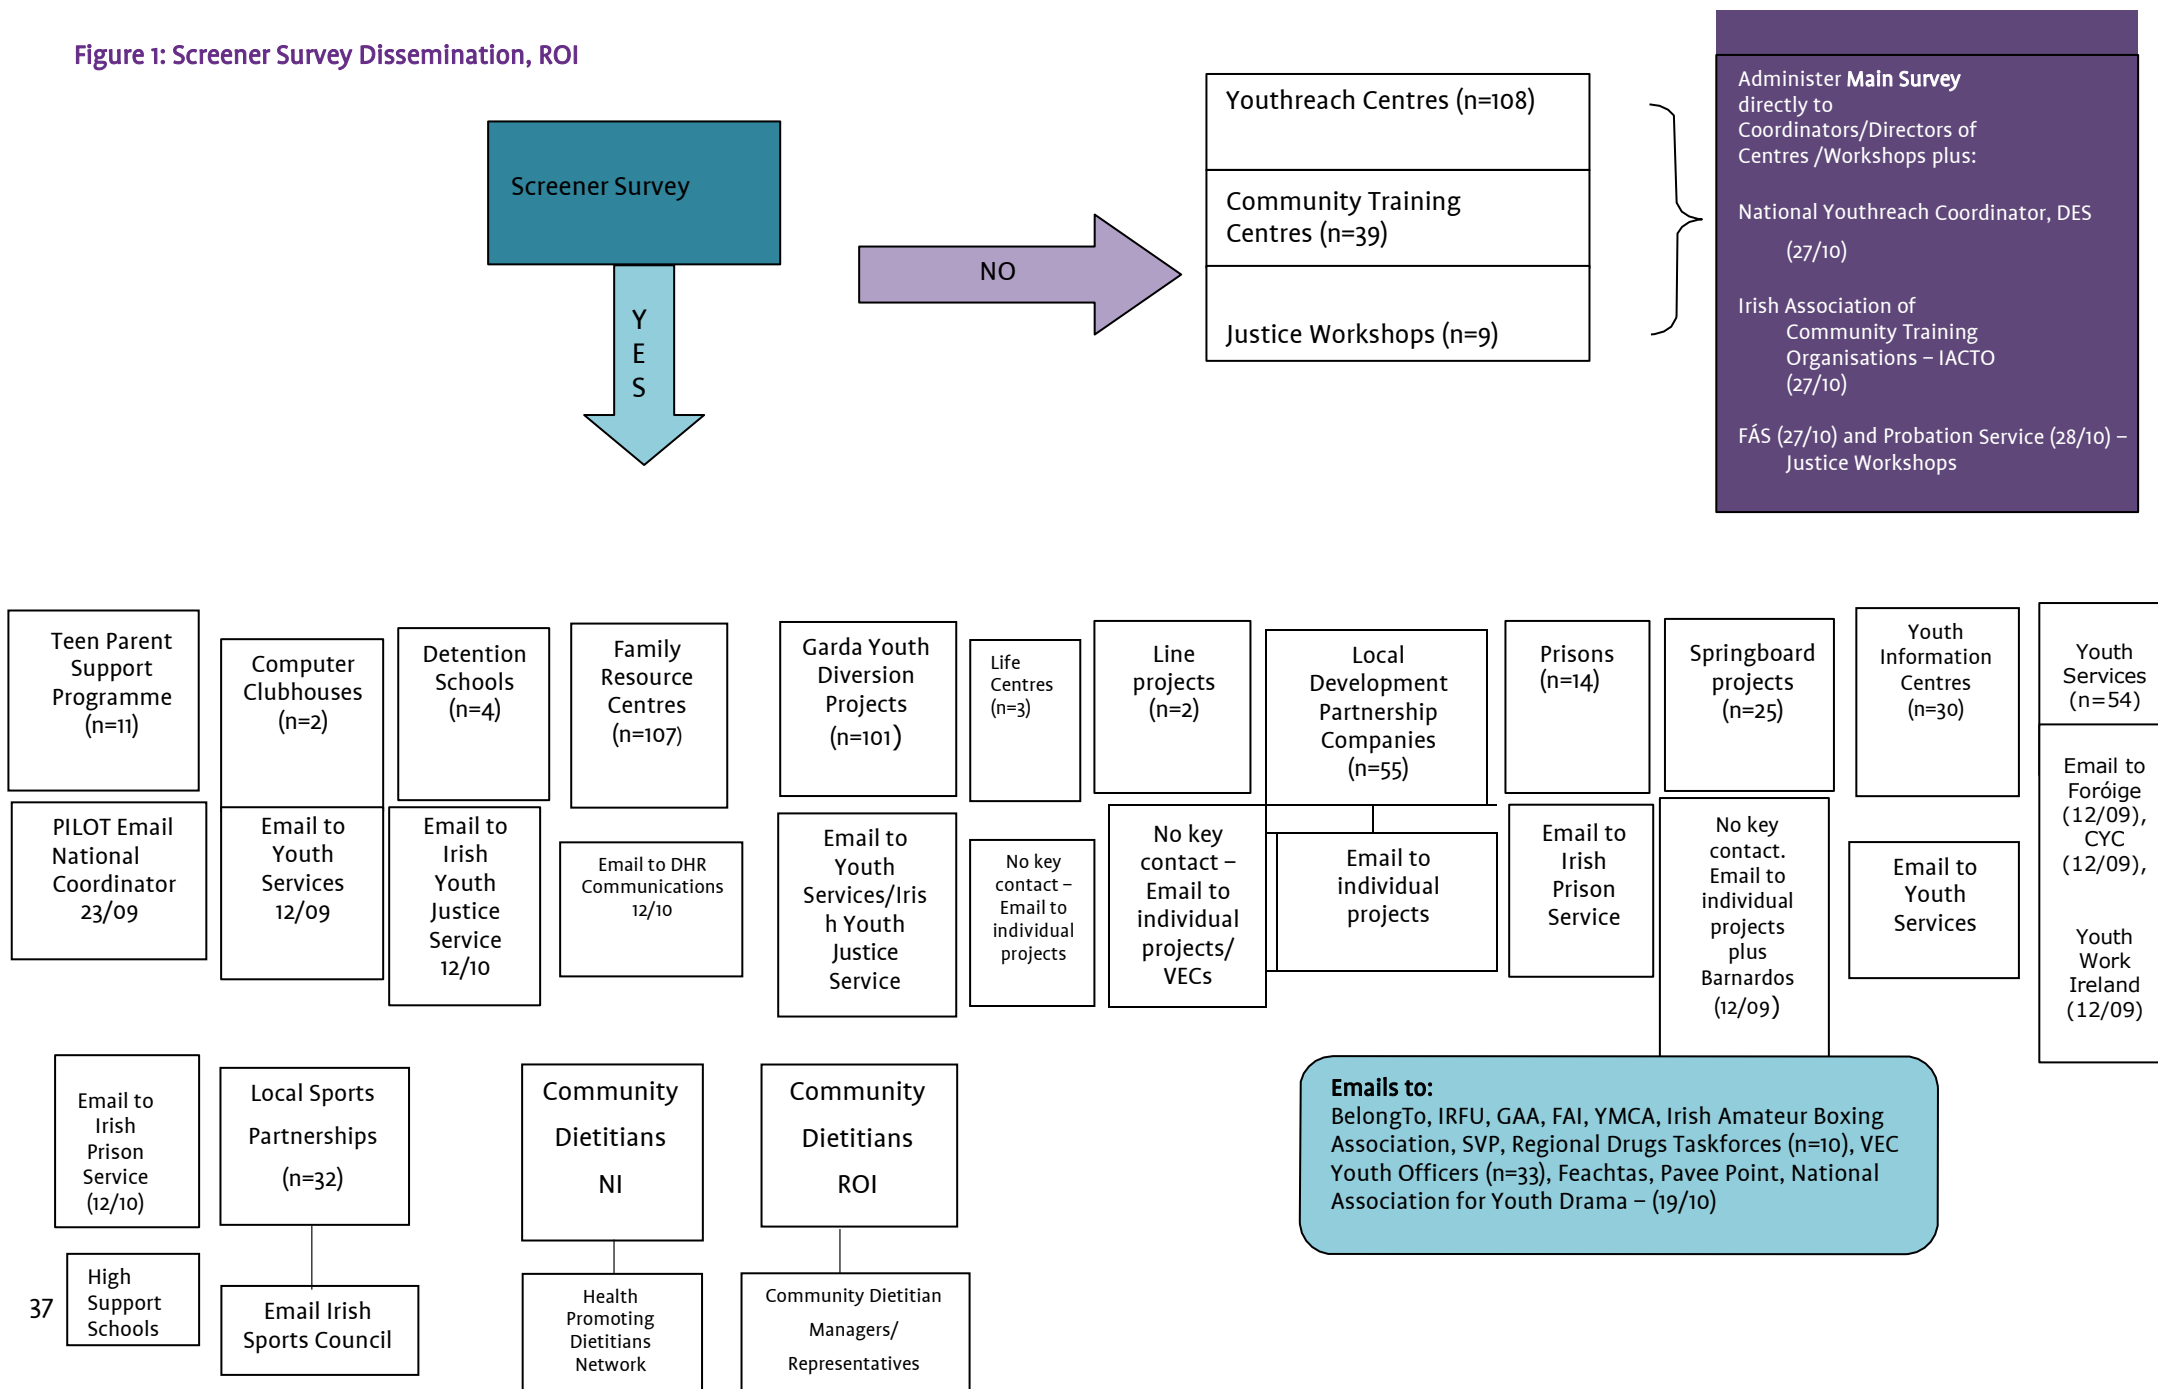 Figure 1: Screener Survey Dissemination, ROI
Screener Survey
Y
E
S
NO
Youthreach Centres (n=108)
Community Training
Centres (n=39)
Justice Workshops (n=9)
Administer Main Survey
directly to
Coordinators/Directors of
Centres /Workshops plus:
National Youthreach Coordinator, DES
(27/10)
Irish Association of
Community Training
Organisations – IACTO
(27/10)
FÁS (27/10) and Probation Service (28/10) –
Justice Workshops
Teen Parent
Support
Programme
(n=11)
Computer
Clubhouses
(n=2)
Detention
Schools
(n=4)
Family
Resource
Centres
(n=107)
Garda Youth
Diversion
Projects
(n=101)
Life
Centres
(n=3)
Line
projects
(n=2)
Local
Development
Partnership
Companies
(n=55)
Prisons
(n=14)
Springboard
projects
(n=25)
Youth
Information
Centres
(n=30)
Youth
Services
(n=54)
PILOT Email
National
Coordinator
23/09
Email to
Youth
Services
12/09
Email to
Irish
Youth
Justice
Service
12/10
Email to DHR
Communications
12/10
Email to
Youth
Services/Iris
h Youth
Justice
Service
No key
contact –
Email to
individual
projects
No key
contact –
Email to
individual
projects/
VECs
Email to
individual
projects
Email to
Irish
Prison
Service
No key
contact.
Email to
individual
projects
plus
Barnardos
(12/09)
Email to
Youth
Services
Email to
Foróige
(12/09),
CYC
(12/09),
Youth
Work
Ireland
(12/09)
Email to
Irish
Prison
Service
(12/10)
Local Sports
Partnerships
(n=32)
Community
Dietitians
NI
Community
Dietitians
ROI
Emails to:
BelongTo, IRFU, GAA, FAI, YMCA, Irish Amateur Boxing
Association, SVP, Regional Drugs Taskforces (n=10), VEC
Youth Officers (n=33), Feachtas, Pavee Point, National
Association for Youth Drama – (19/10)
High
Support
Schools
Email Irish
Sports Council
Health
Promoting
Dietitians
Network
Community Dietitian
Managers/
Representatives
37